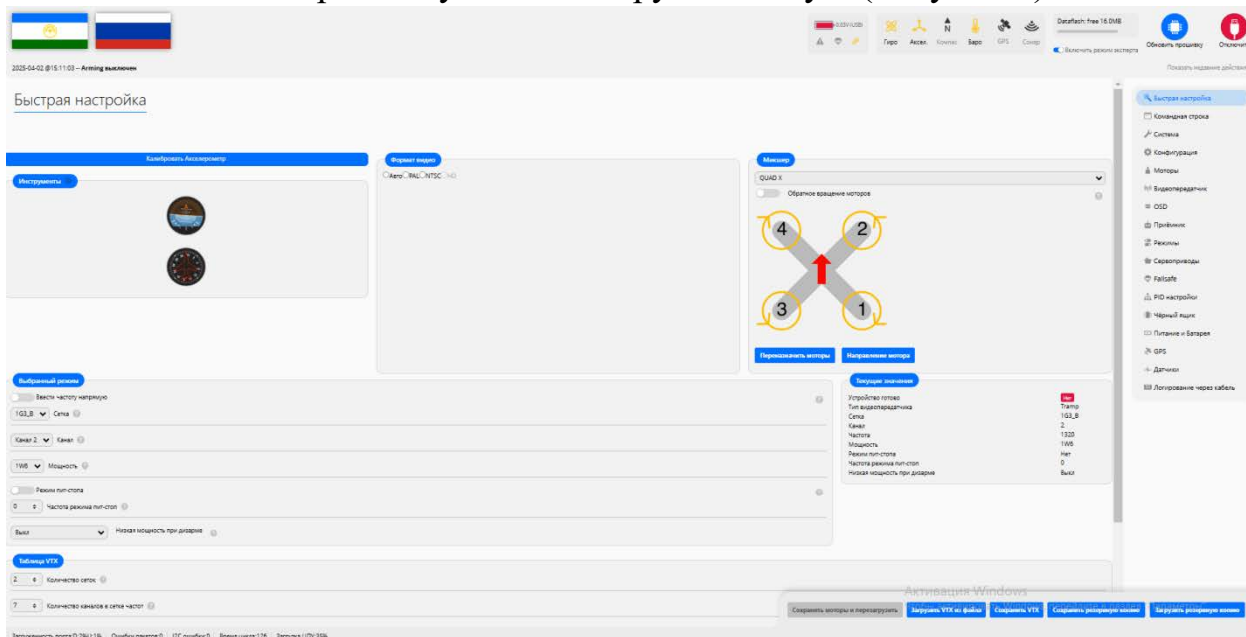 0.03V/USB
N
Гиро Аксел. Компас Баро GPS Сонар
Dataflash: free 16.0MB
Включить режим эксперта
Обновить прошивку
2025-04-02 @15:11:03 – Arming выключен
Показать недавние действия
Быстрая настройка
Калибровать Акселерометр
Инструменты
Формат видео
Авто PAL NTSC HD
Миксер
QUAD X
Обратное вращение моторов
4 2
3 1
Переназначить моторы Направление мотора
Выбранный режим
Ввести частоту напрямую
1G3_B Сетка
Канал 2 Канал
1W6 Мощность
Режим пит-стопа
0 Частота режима пит-стоп
Выкл Низкая мощность при дизарме
Текущие значения
Устройство готово Нет
Тип видеопередатчика Tramp
Сетка 1G3_B
Канал 2
Частота 1320
Мощность 1W6
Режим пит-стопа Нет
Частота режима пит-стоп 0
Низкая мощность при дизарме Выкл
Таблица VTX
2 Количество сеток
7 Количество каналов в сетке частот
Быстрая настройка
Командная строка
Система
Конфигурация
Моторы
Видеопередатчик
OSD
Приёмник
Режимы
Сервоприводы
Failsafe
PID настройки
Чёрный ящик
Питание и Батарея
GPS
Датчики
Логирование через кабель
Активация Windows
Сохранить моторы и перезагрузить Загрузить VTX из файла Сохранить VTX Сохранить резервную копию Загрузить резервную копию